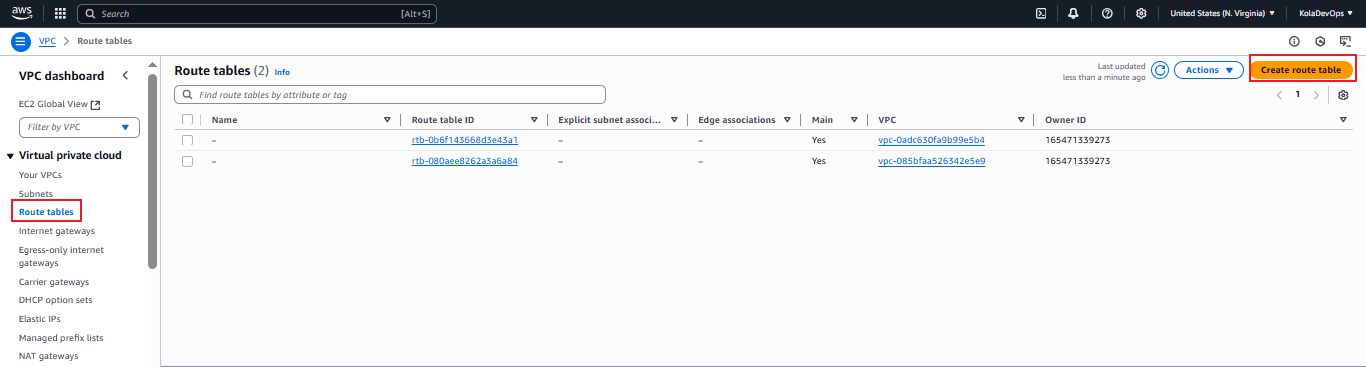 aws Search [Alt+S] United States (N. Virginia) KolaDevOps
VPC > Route tables
VPC dashboard
EC2 Global View
Filter by VPC
Virtual private cloud
Your VPCs
Subnets
Route tables
Internet gateways
Egress-only internet
gateways
Carrier gateways
DHCP option sets
Elastic IPs
Managed prefix lists
NAT gateways
Route tables (2) Info
Last updated
less than a minute ago
Actions
Create route table
Find route tables by attribute or tag
1
Name Route table ID Explicit subnet associ... Edge associations Main VPC Owner ID
– rtb-0b6f143668d3e43a1 – – Yes vpc-0adc630fa9b99e5b4 165471339273
– rtb-080aee8262a3a6a84 – – Yes vpc-085bfaa526342e5e9 165471339273